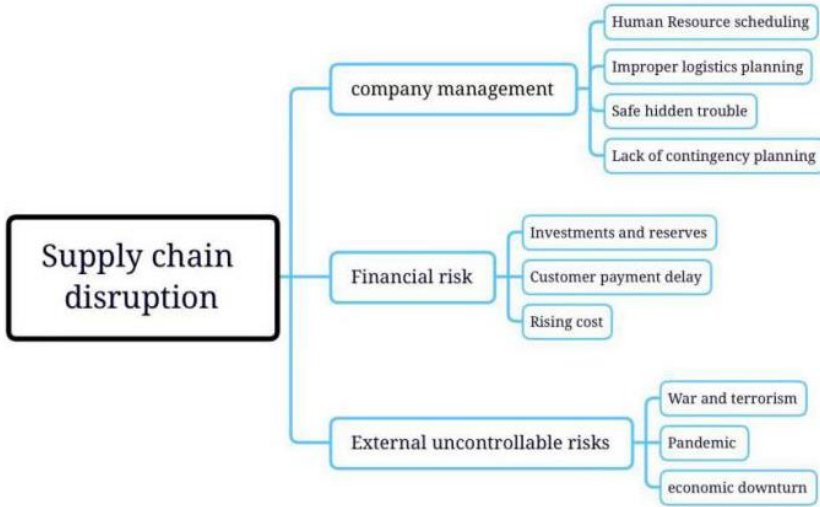 Supply chain
disruption
company management
Human Resource scheduling
Improper logistics planning
Safe hidden trouble
Lack of contingency planning
Financial risk
Investments and reserves
Customer payment delay
Rising cost
External uncontrollable risks
War and terrorism
Pandemic
economic downturn